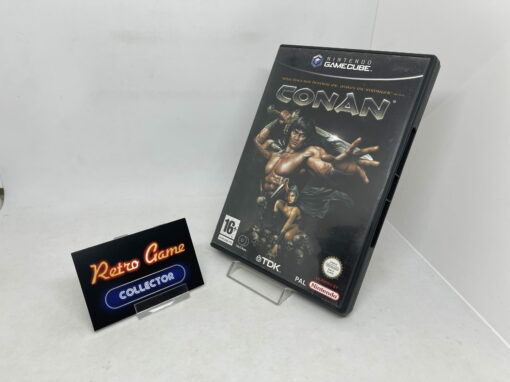 NINTENDO
GAMECUBE
CONAN
16+
TDK
PAL
Nintendo
Retro Game
COLLECTOR